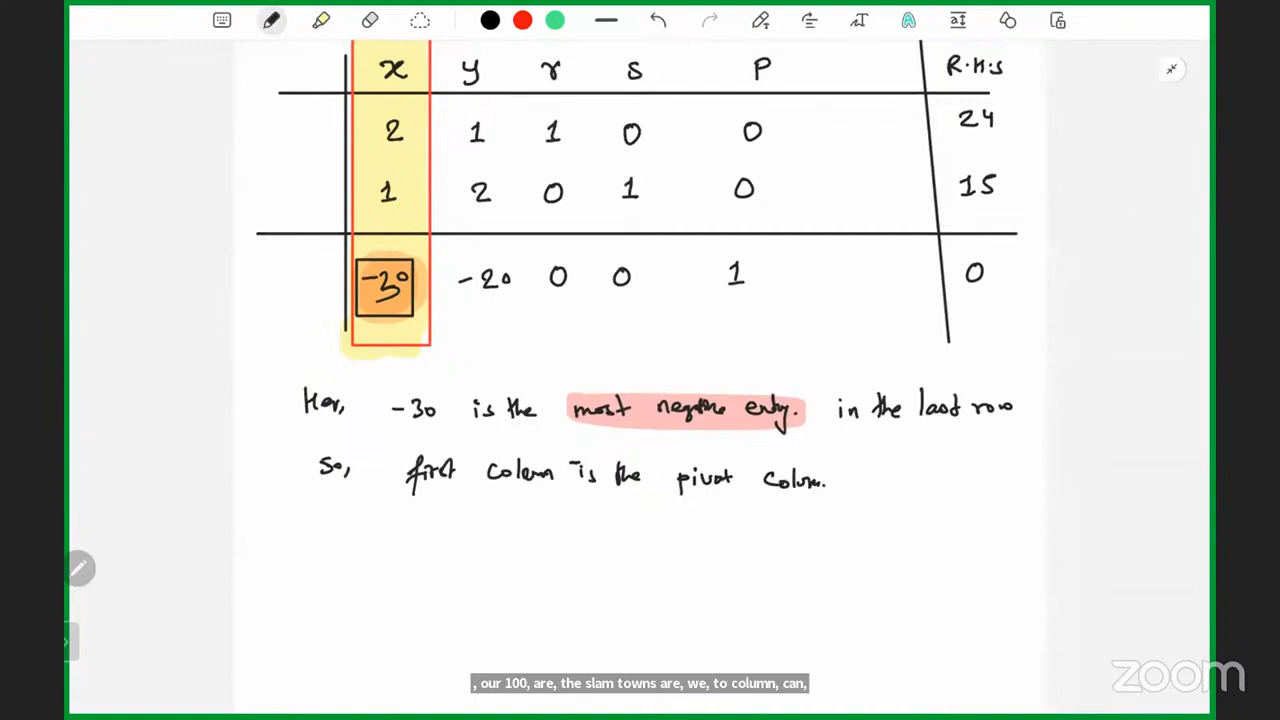 x y r s P R.H.S
2 1 1 0 0 24
1 2 0 1 0 15
-30 -20 0 0 1 0
Her, -30 is the most negative entry. in the last row
So, first column is the pivot colum.
, our 100, are, the slam towns are, we, to column, can,
zoom